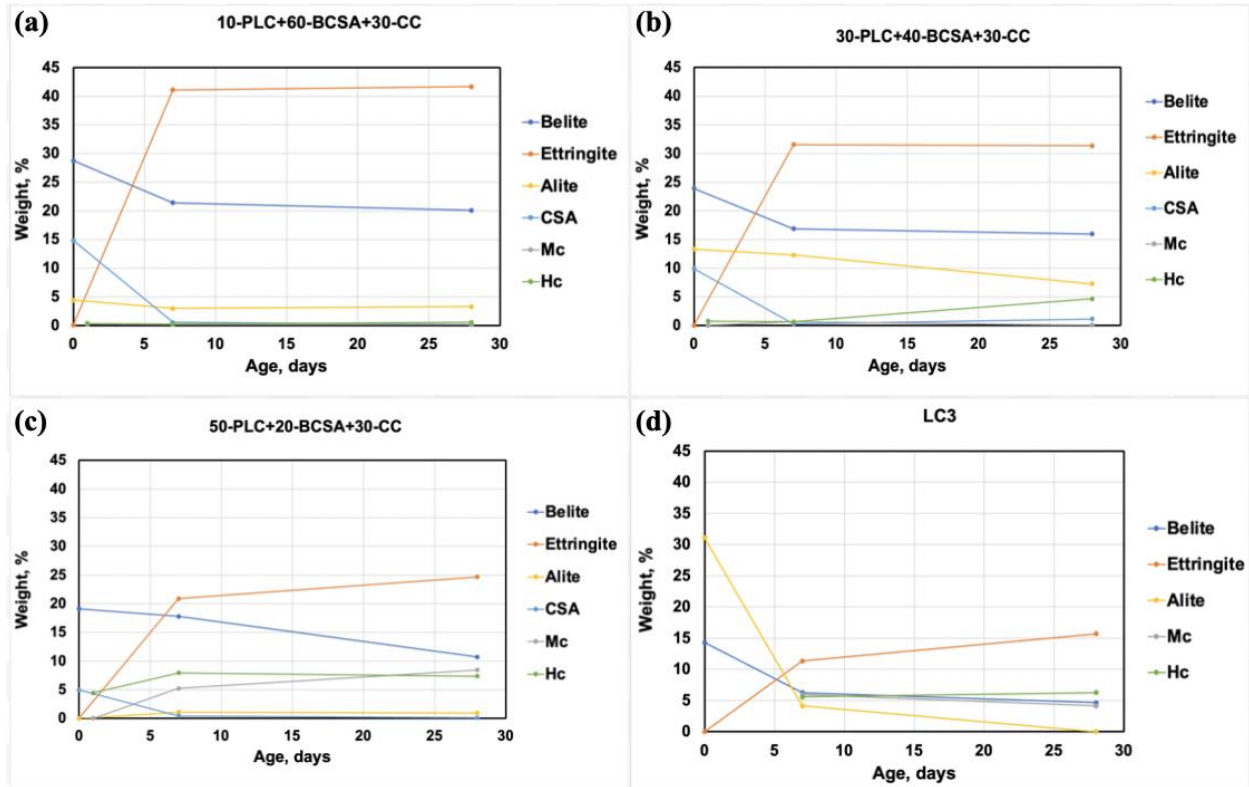 (a)
10-PLC+60-BCSA+30-CC
45
40
35
30
25
20
15
10
5
0
Weight, %
0 5 10 15 20 25 30
Age, days
Belite
Ettringite
Alite
CSA
Mc
Hc
(b)
30-PLC+40-BCSA+30-CC
45
40
35
30
25
20
15
10
5
0
Weight, %
0 5 10 15 20 25 30
Age, days
Belite
Ettringite
Alite
CSA
Mc
Hc
(c)
50-PLC+20-BCSA+30-CC
45
40
35
30
25
20
15
10
5
0
Weight, %
0 5 10 15 20 25 30
Age, days
Belite
Ettringite
Alite
CSA
Mc
Hc
(d)
LC3
45
40
35
30
25
20
15
10
5
0
Weight, %
0 5 10 15 20 25 30
Age, days
Belite
Ettringite
Alite
Mc
Hc